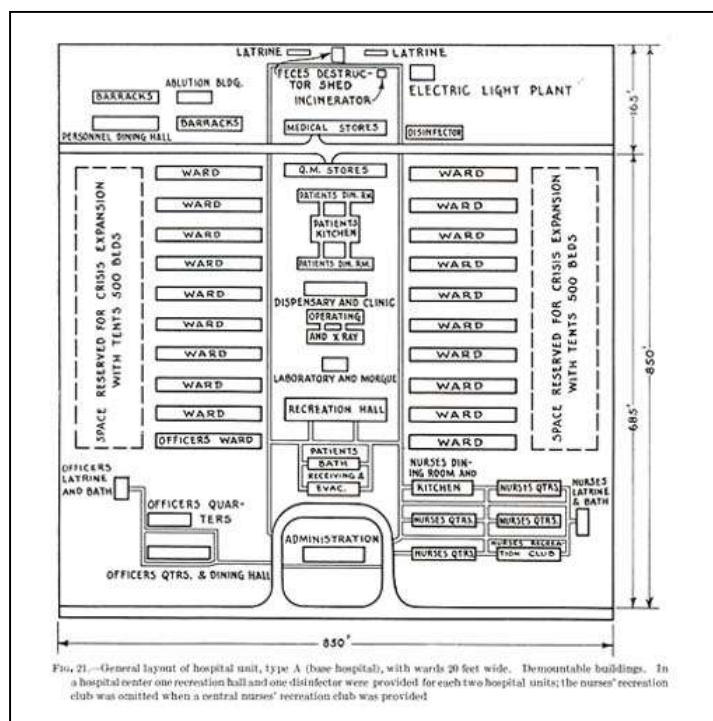 LATRINE
LATRINE
FECES DESTRUC-
TOR SHED
INCINERATOR
ELECTRIC LIGHT PLANT
ABLUTION BLDG.
BARRACKS
BARRACKS
PERSONNEL DINING HALL
MEDICAL STORES
DISINFECTOR
165'
Q.M. STORES
WARD
WARD
WARD
WARD
WARD
WARD
WARD
WARD
WARD
OFFICERS WARD
SPACE RESERVED FOR CRISIS EXPANSION
WITH TENTS 500 BEDS
PATIENTS DIN. RM.
PATIENTS
KITCHEN
PATIENTS DIN. RM.
DISPENSARY AND CLINIC
OPERATING
AND X RAY
LABORATORY AND MORGUE
RECREATION HALL
PATIENTS
BATH
RECEIVING &
EVAC.
ADMINISTRATION
WARD
WARD
WARD
WARD
WARD
WARD
WARD
WARD
WARD
WARD
SPACE RESERVED FOR CRISIS EXPANSION
WITH TENTS 500 BEDS
685'
850'
OFFICERS
LATRINE
AND BATH
OFFICERS QUAR-
TERS
OFFICERS QTRS. & DINING HALL
NURSES DIN-
ING ROOM AND
KITCHEN
NURSES QTRS.
NURSES
LATRINE
& BATH
NURSES QTRS.
NURSES QTRS.
NURSES QTRS.
NURSES RECREA-
TION CLUB
830'
FIG. 21.—General layout of hospital unit, type A (base hospital), with wards 20 feet wide. Demountable buildings. In
a hospital center one recreation hall and one disinfector were provided for each two hospital units; the nurses' recreation
club was omitted when a central nurses' recreation club was provided